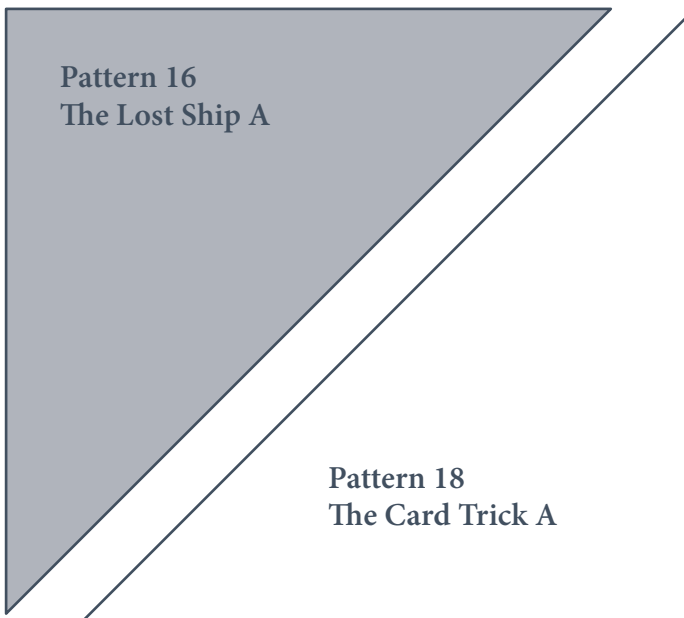 Pattern 16
The Lost Ship A
Pattern 18
The Card Trick A